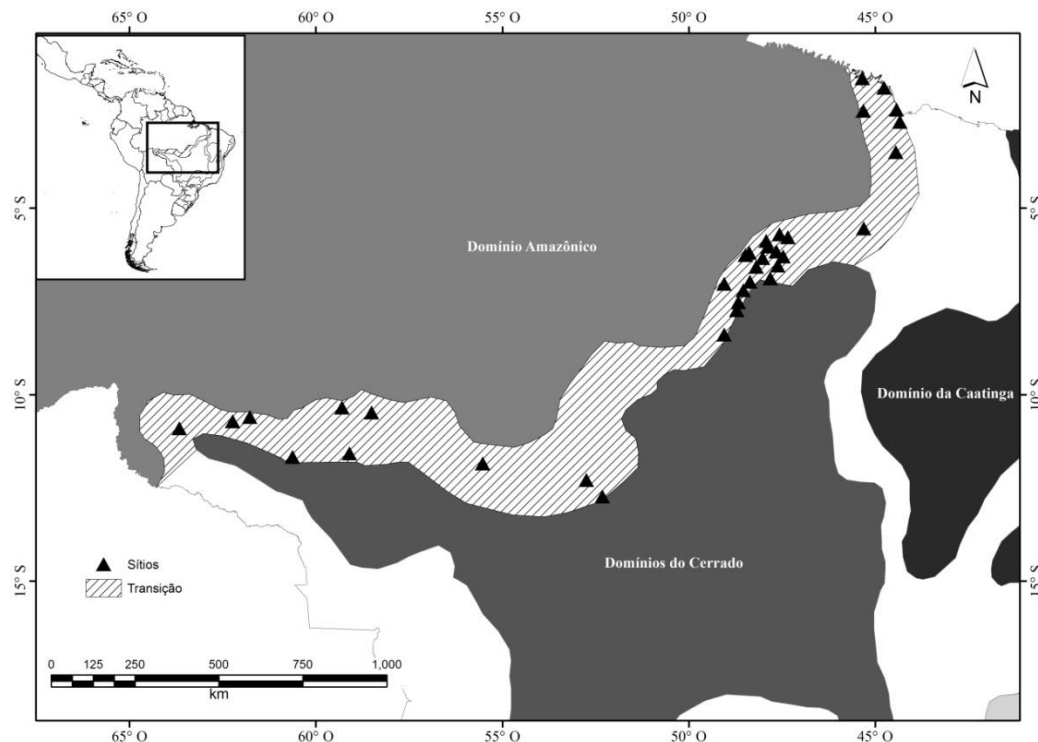 65° O 60° O 55° O 50° O 45° O
N
5° S 5° S
Domínio Amazônico
10° S 10° S
Domínio da Caatinga
Domínios do Cerrado
Sítios
Transição
15° S 15° S
0 125 250 500 750 1,000
km
65° O 60° O 55° O 50° O 45° O